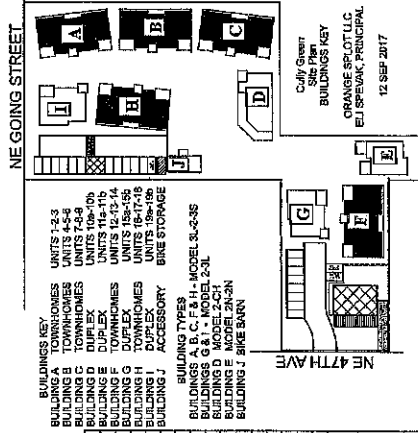 NE GOING STREET
A
B
C
I
H
D
J
G
E
F
NE 47TH AVE
Cully Green
Site Plan
BUILDINGS KEY
ORANGE SPLOT LLC
ELI SPEVAK, PRINCIPAL
12 SEP 2017
BUILDINGS KEY
BUILDING A TOWNHOMES UNITS 1-2-3
BUILDING B TOWNHOMES UNITS 4-5-6
BUILDING C TOWNHOMES UNITS 7-8-9
BUILDING D DUPLEX UNITS 10a-10b
BUILDING E DUPLEX UNITS 11a-11b
BUILDING F TOWNHOMES UNITS 12-13-14
BUILDING G DUPLEX UNITS 15a-15b
BUILDING H TOWNHOMES UNITS 16-17-18
BUILDING I DUPLEX UNITS 19a-19b
BUILDING J ACCESSORY BIKE STORAGE
BUILDING TYPES
BUILDINGS A, B, C, F & H - MODEL 3L-2-3S
BUILDINGS G & I - MODEL 2-3L
BUILDING D MODEL 2-CH
BUILDING E MODEL 2N-2N
BUILDING J BIKE BARN